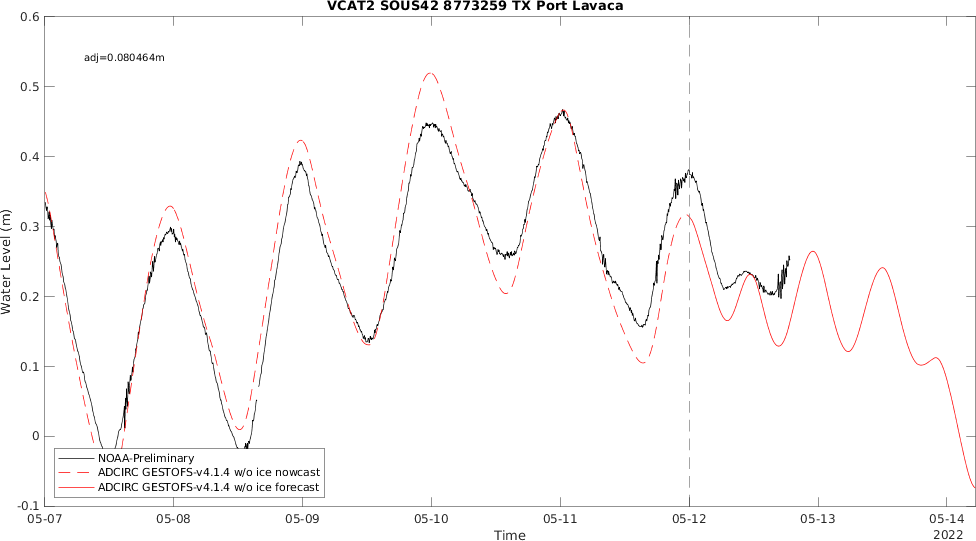 VCAT2 SOUS42 8773259 TX Port Lavaca
adj=0.080464m
0.6
0.5
0.4
0.3
0.2
0.1
0
-0.1
Water Level (m)
NOAA-Preliminary
ADCIRC GESTOFS-v4.1.4 w/o ice nowcast
ADCIRC GESTOFS-v4.1.4 w/o ice forecast
05-07 05-08 05-09 05-10 05-11 05-12 05-13 05-14
Time
2022